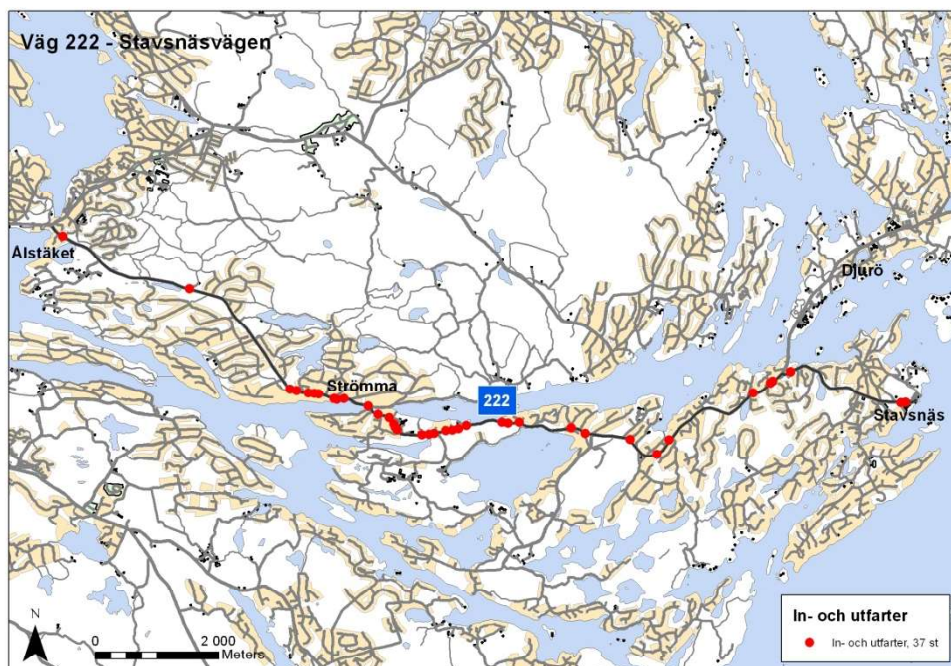 Väg 222 - Stavsnäsvägen
Ålstäket
Djurö
Strömma
222
Stavsnäs
In- och utfarter
In- och utfarter, 37 st
N
0 2 000
Meters